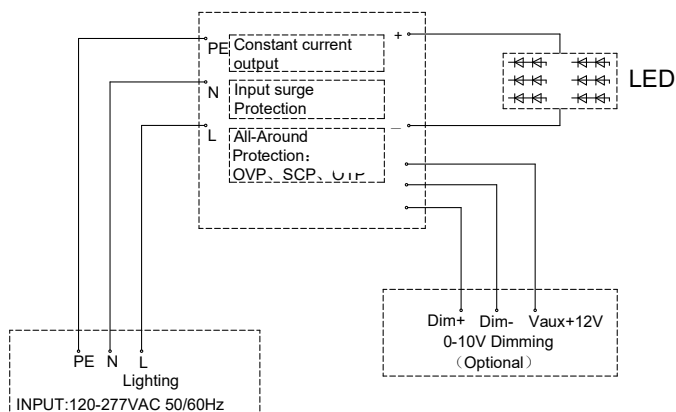 PE
Constant current
output
+
N
Input surge
Protection
L
All-Around
Protection：
OVP、SCP、OTP
—
LED
Dim+ Dim- Vaux+12V
0-10V Dimming
（Optional）
PE N L
Lighting
INPUT:120-277VAC 50/60Hz